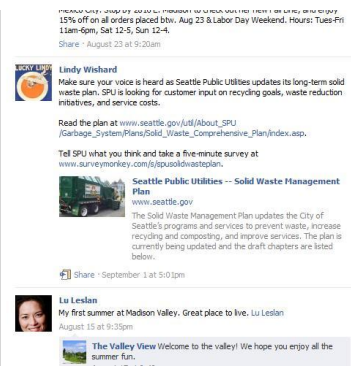 Mexico City. Stop by 2816 E. Madison to check out her new Fall Line, and enjoy
15% off on all orders placed btw. Aug 23 & Labor Day Weekend. Hours: Tues-Fri
11am-6pm, Sat 12-5, Sun 12-4.
Share · August 23 at 9:20am
LUCKY LIND
Lindy Wishard
Make sure your voice is heard as Seattle Public Utilities updates its long-term solid
waste plan. SPU is looking for customer input on recycling goals, waste reduction
initiatives, and service costs.
Read the plan at www.seattle.gov/util/About_SPU
/Garbage_System/Plans/Solid_Waste_Comprehensive_Plan/index.asp.
Tell SPU what you think and take a five-minute survey at
www.surveymonkey.com/s/spusolidwasteplan.
Seattle Public Utilities -- Solid Waste Management
Plan
www.seattle.gov
The Solid Waste Management Plan updates the City of
Seattle's programs and services to prevent waste, increase
recycling and composting, and improve services. The plan is
currently being updated and the draft chapters are listed
below.
Share · September 1 at 5:01pm
Lu Leslan
My first summer at Madison Valley. Great place to live. Lu Leslan
August 15 at 9:35pm
The Valley View Welcome to the valley! We hope you enjoy all the
summer fun.